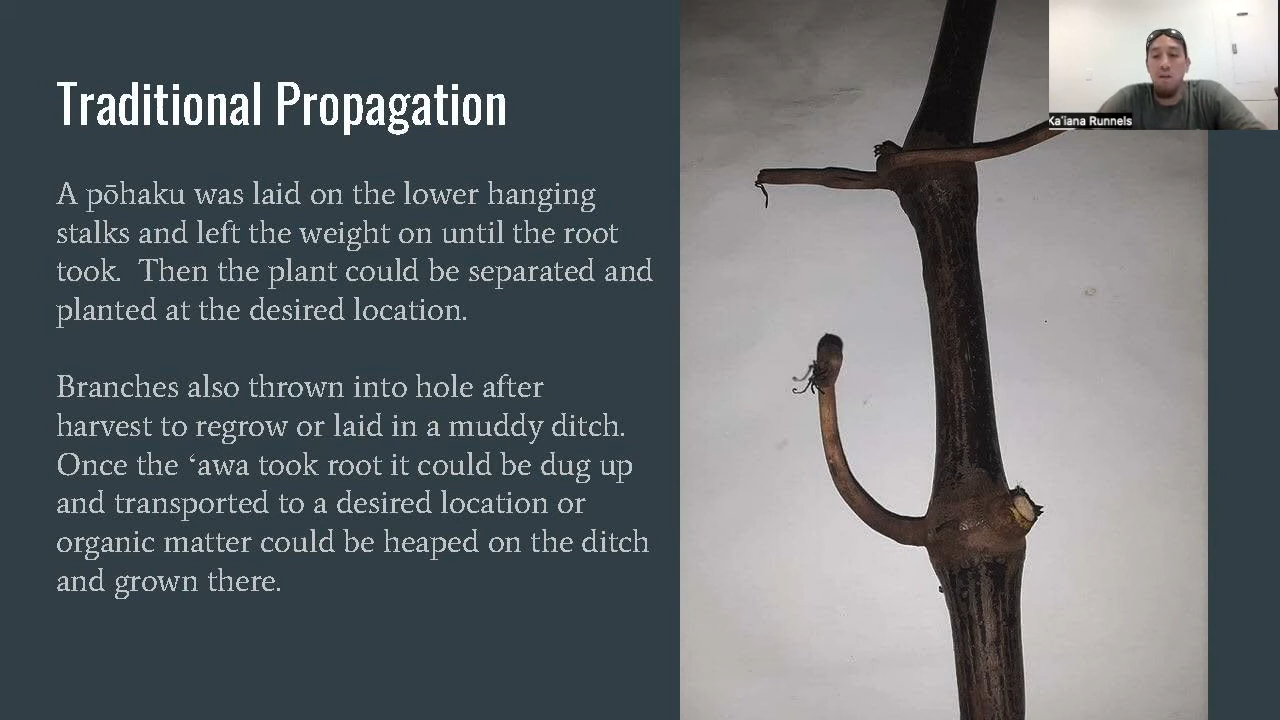 Traditional Propagation
A pōhaku was laid on the lower hanging
stalks and left the weight on until the root
took.  Then the plant could be separated and
planted at the desired location.
Branches also thrown into hole after
harvest to regrow or laid in a muddy ditch.
Once the ‘awa took root it could be dug up
and transported to a desired location or
organic matter could be heaped on the ditch
and grown there.
Ka'iana Runnels